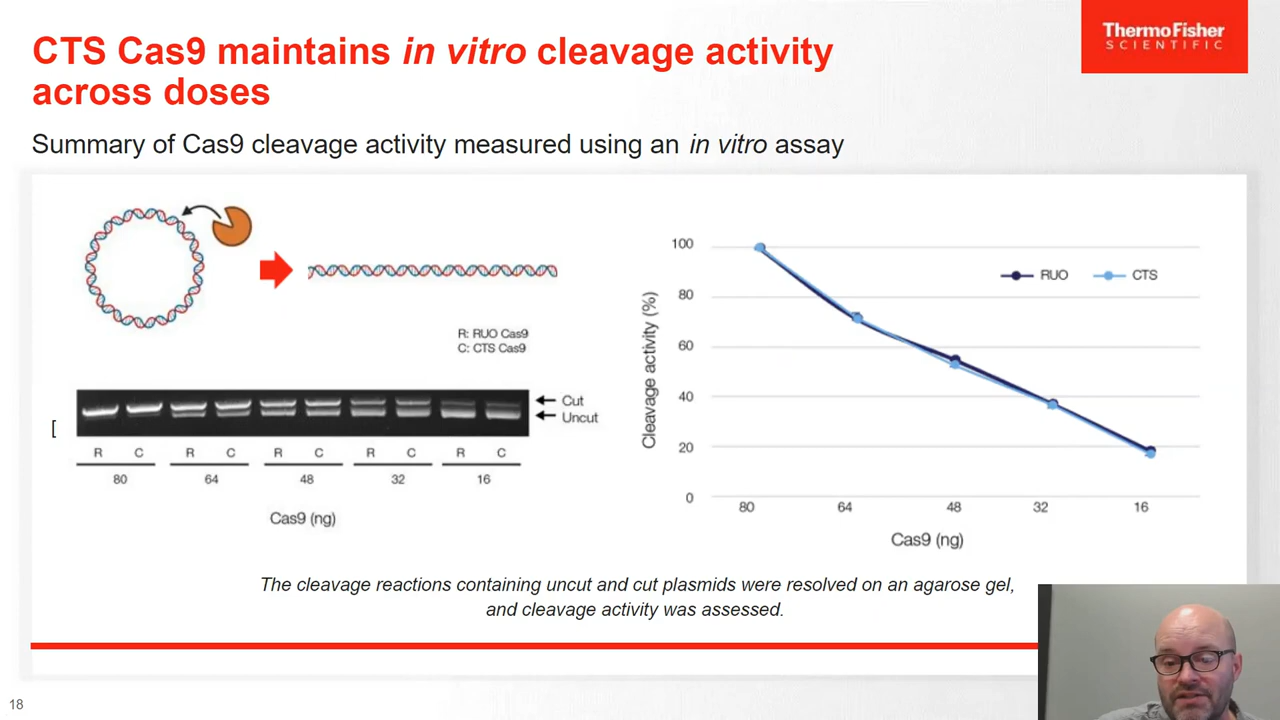 CTS Cas9 maintains in vitro cleavage activity
across doses
ThermoFisher
SCIENTIFIC
Summary of Cas9 cleavage activity measured using an in vitro assay
R: RUO Cas9
C: CTS Cas9
Cut
Uncut
[
R C R C R C R C R C
80 64 48 32 16
Cas9 (ng)
Cleavage activity (%)
100
80
60
40
20
0
RUO CTS
80 64 48 32 16
Cas9 (ng)
The cleavage reactions containing uncut and cut plasmids were resolved on an agarose gel,
and cleavage activity was assessed.
18